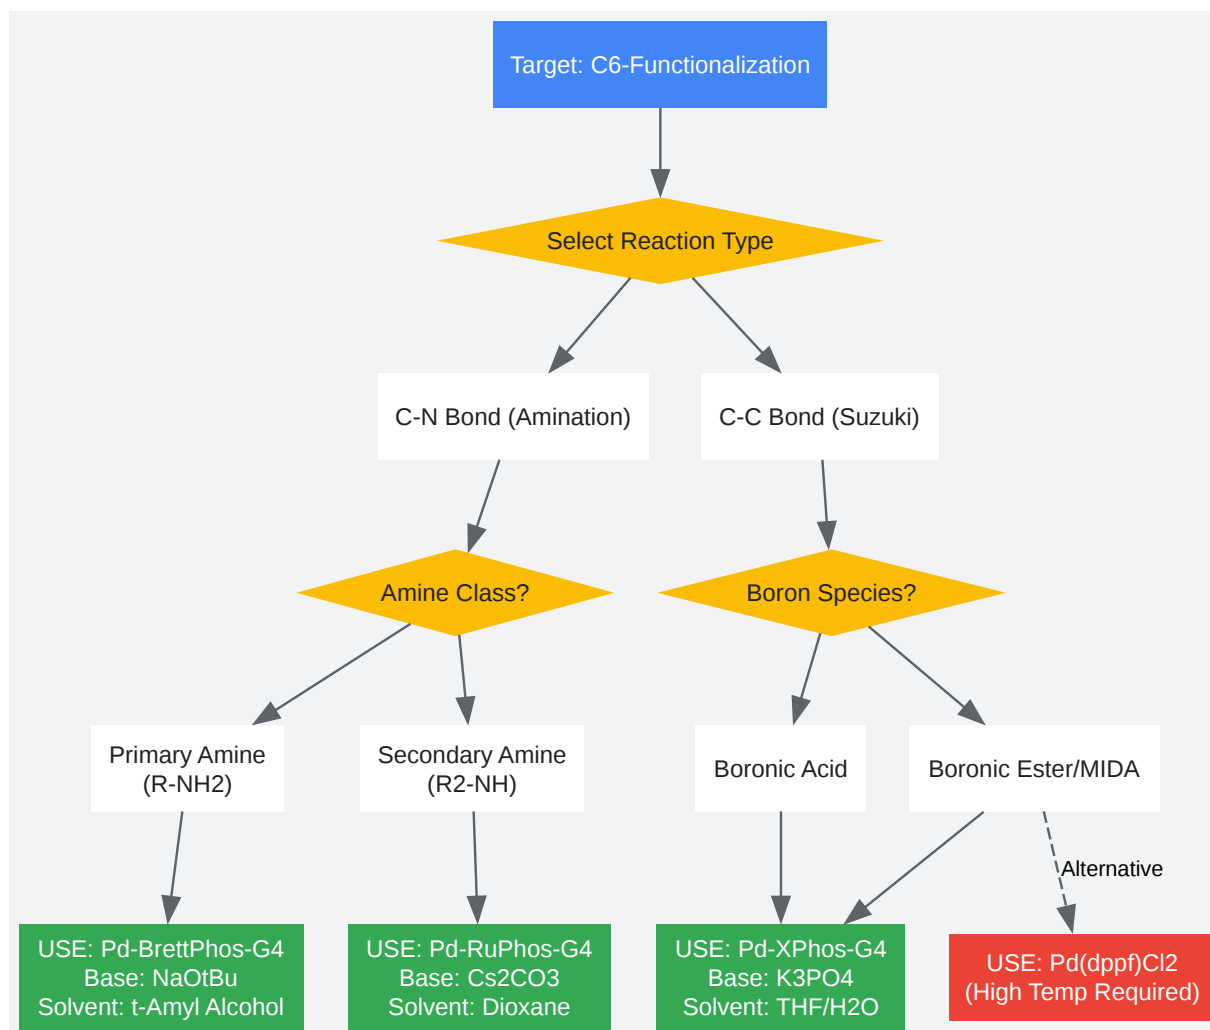 Target: C6-Functionalization
Select Reaction Type
C-N Bond (Amination)
C-C Bond (Suzuki)
Amine Class?
Boron Species?
Primary Amine
(R-NH2)
Secondary Amine
(R2-NH)
Boronic Acid
Boronic Ester/MIDA
Alternative
USE: Pd-BrettPhos-G4
Base: NaOtBu
Solvent: t-Amyl Alcohol
USE: Pd-RuPhos-G4
Base: Cs2CO3
Solvent: Dioxane
USE: Pd-XPhos-G4
Base: K3PO4
Solvent: THF/H2O
USE: Pd(dppf)Cl2
(High Temp Required)